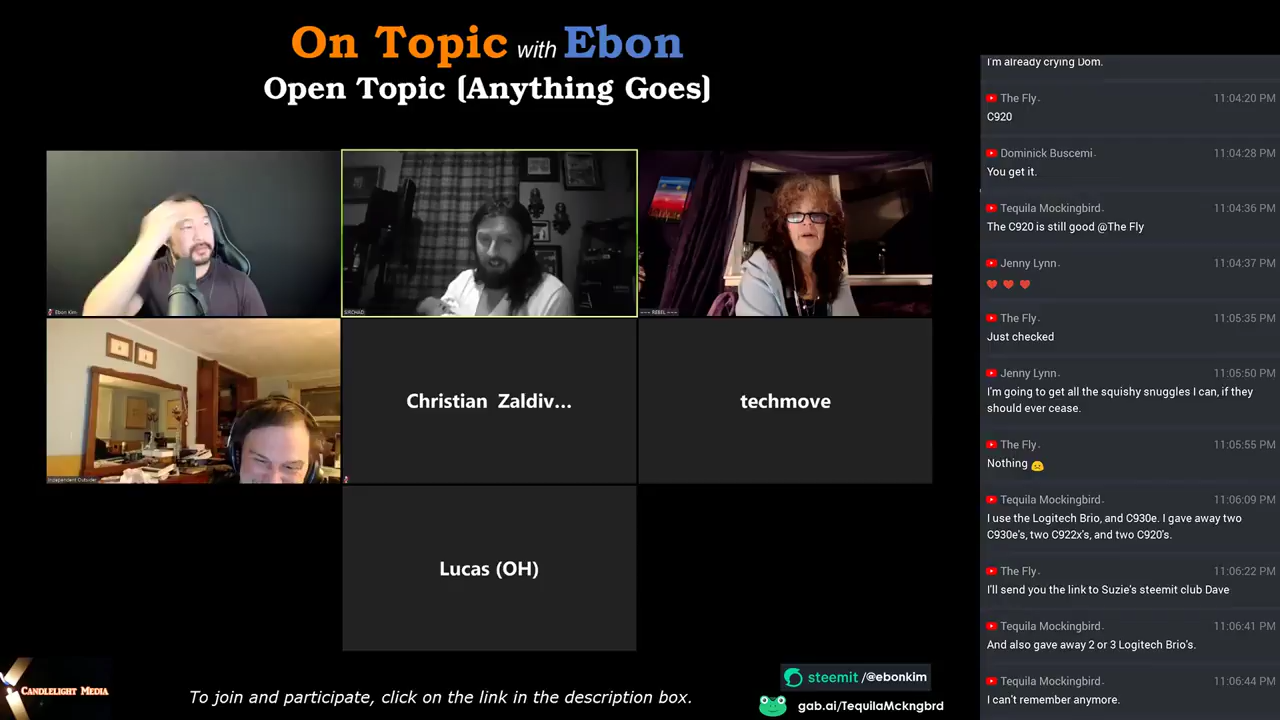 On Topic with Ebon
Open Topic (Anything Goes)
Ebon Kim
SIRCHAD
~~~ REBEL ~~~
Independent Outsider
Christian Zaldiv...
techmove
Lucas (OH)
I'm already crying Dom.
The Fly. 11:04:20 PM
C920
Dominick Buscemi. 11:04:28 PM
You get it.
Tequila Mockingbird. 11:04:36 PM
The C920 is still good @The Fly
Jenny Lynn. 11:04:37 PM
The Fly. 11:05:35 PM
Just checked
Jenny Lynn. 11:05:50 PM
I'm going to get all the squishy snuggles I can, if they
should ever cease.
The Fly. 11:05:55 PM
Nothing
Tequila Mockingbird. 11:06:09 PM
I use the Logitech Brio, and C930e. I gave away two
C930e's, two C922x's, and two C920's.
The Fly. 11:06:22 PM
I'll send you the link to Suzie's steemit club Dave
Tequila Mockingbird. 11:06:41 PM
And also gave away 2 or 3 Logitech Brio's.
Tequila Mockingbird. 11:06:44 PM
I can't remember anymore.
CANDLELIGHT MEDIA
To join and participate, click on the link in the description box.
steemit /@ebonkim
gab.ai/TequilaMckngbrd